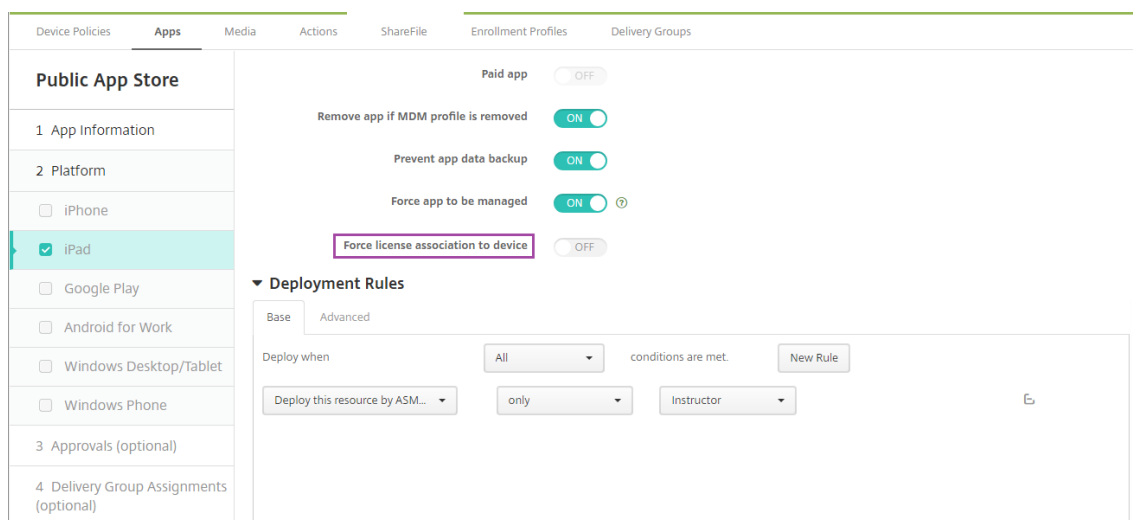 Device Policies Apps Media Actions ShareFile Enrollment Profiles Delivery Groups
Public App Store
1 App Information
2 Platform
iPhone
iPad
Google Play
Android for Work
Windows Desktop/Tablet
Windows Phone
3 Approvals (optional)
4 Delivery Group Assignments
(optional)
Paid app OFF
Remove app if MDM profile is removed ON
Prevent app data backup ON
Force app to be managed ON ?
Force license association to device OFF
Deployment Rules
Base Advanced
Deploy when All conditions are met. New Rule
Deploy this resource by ASM... only Instructor